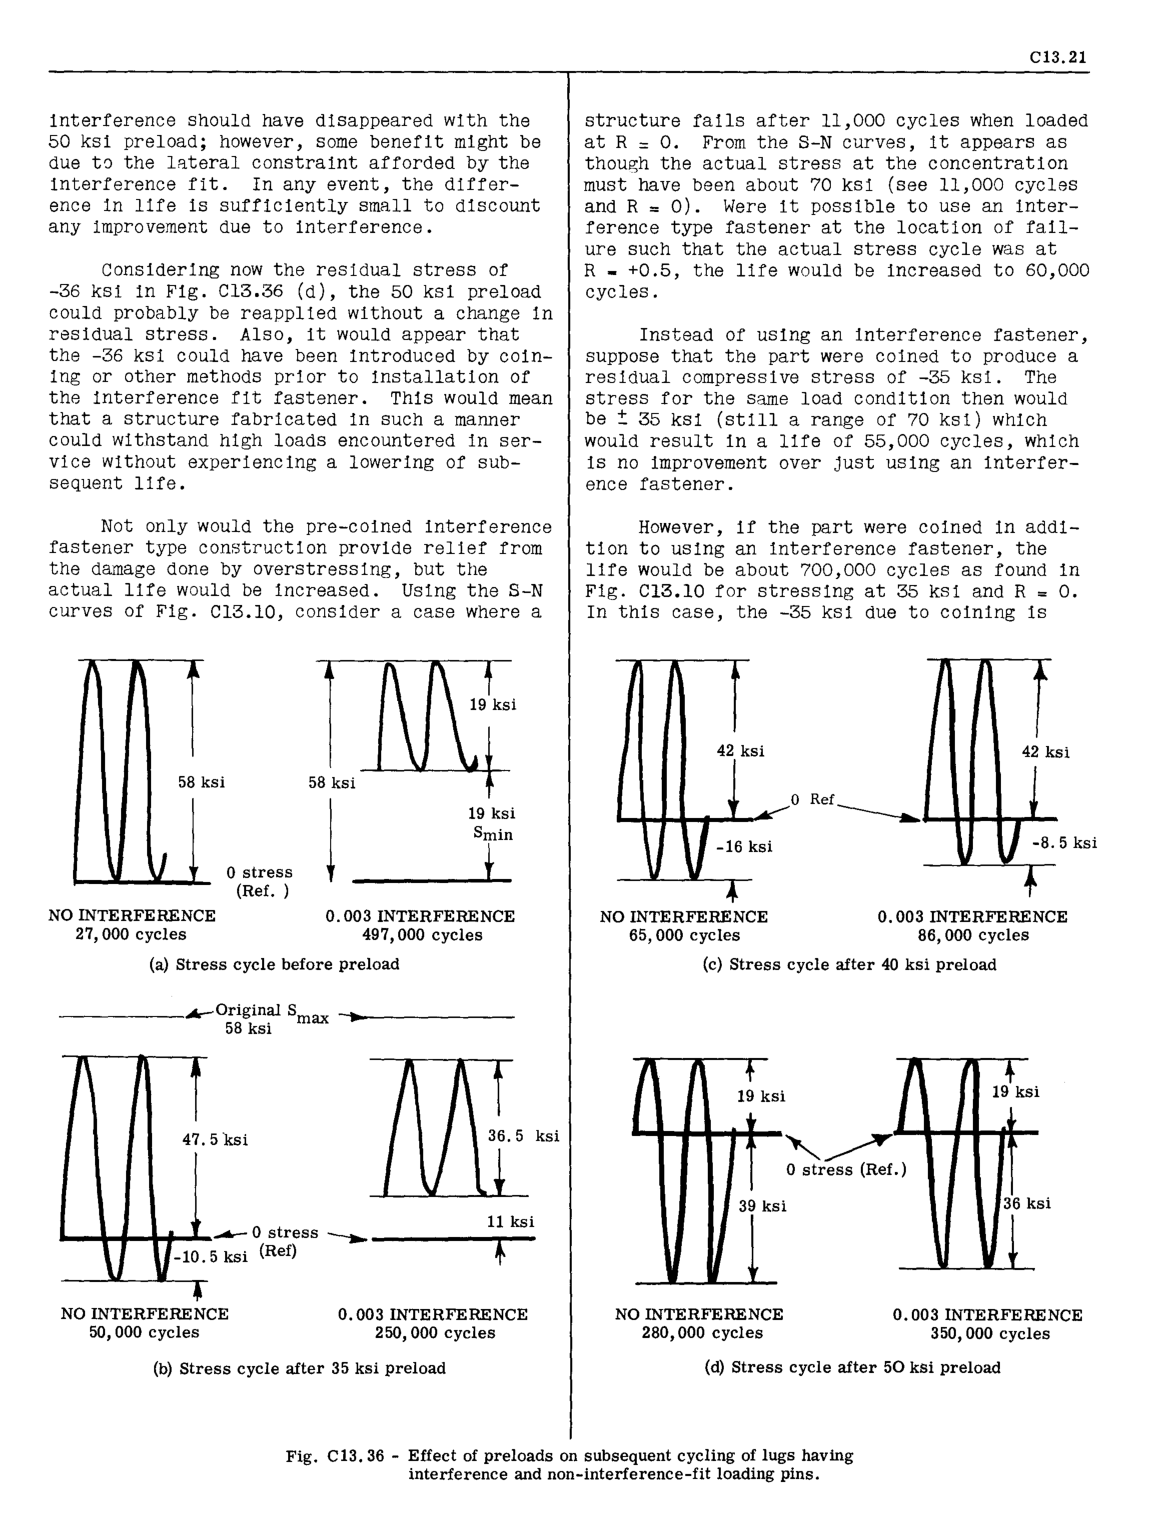 C13.21
interference should have disappeared with the
50 ksi preload; however, some benefit might be
due to the lateral constraint afforded by the
interference fit. In any event, the differ-
ence in life is sufficiently small to discount
any improvement due to interference.
Considering now the residual stress of
-36 ksi in Fig. C13.36 (d), the 50 ksi preload
could probably be reapplied without a change in
residual stress. Also, it would appear that
the -36 ksi could have been introduced by coin-
ing or other methods prior to installation of
the interference fit fastener. This would mean
that a structure fabricated in such a manner
could withstand high loads encountered in ser-
vice without experiencing a lowering of sub-
sequent life.
Not only would the pre-coined interference
fastener type construction provide relief from
the damage done by overstressing, but the
actual life would be increased. Using the S-N
curves of Fig. C13.10, consider a case where a
structure fails after 11,000 cycles when loaded
at R = 0. From the S-N curves, it appears as
though the actual stress at the concentration
must have been about 70 ksi (see 11,000 cycles
and R = 0). Were it possible to use an inter-
ference type fastener at the location of fail-
ure such that the actual stress cycle was at
R = +0.5, the life would be increased to 60,000
cycles.
Instead of using an interference fastener,
suppose that the part were coined to produce a
residual compressive stress of -35 ksi. The
stress for the same load condition then would
be ± 35 ksi (still a range of 70 ksi) which
would result in a life of 55,000 cycles, which
is no improvement over just using an interfer-
ence fastener.
However, if the part were coined in addi-
tion to using an interference fastener, the
life would be about 700,000 cycles as found in
Fig. C13.10 for stressing at 35 ksi and R = 0.
In this case, the -35 ksi due to coining is
58 ksi
0 stress
(Ref. )
NO INTERFERENCE
27,000 cycles
58 ksi
19 ksi
19 ksi
Smin
0.003 INTERFERENCE
497,000 cycles
(a) Stress cycle before preload
42 ksi
-16 ksi
0 Ref
NO INTERFERENCE
65,000 cycles
42 ksi
-8.5 ksi
0.003 INTERFERENCE
86,000 cycles
(c) Stress cycle after 40 ksi preload
Original Smax
58 ksi
47.5 ksi
-10.5 ksi
0 stress
(Ref)
NO INTERFERENCE
50,000 cycles
36.5 ksi
11 ksi
0.003 INTERFERENCE
250,000 cycles
(b) Stress cycle after 35 ksi preload
19 ksi
39 ksi
0 stress (Ref.)
NO INTERFERENCE
280,000 cycles
19 ksi
36 ksi
0.003 INTERFERENCE
350,000 cycles
(d) Stress cycle after 50 ksi preload
Fig. C13.36 - Effect of preloads on subsequent cycling of lugs having
interference and non-interference-fit loading pins.